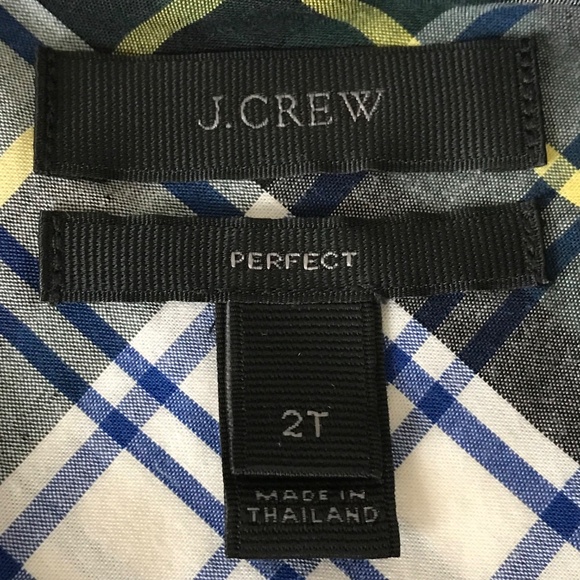 J.CREW
PERFECT
2T
MADE IN
THAILAND